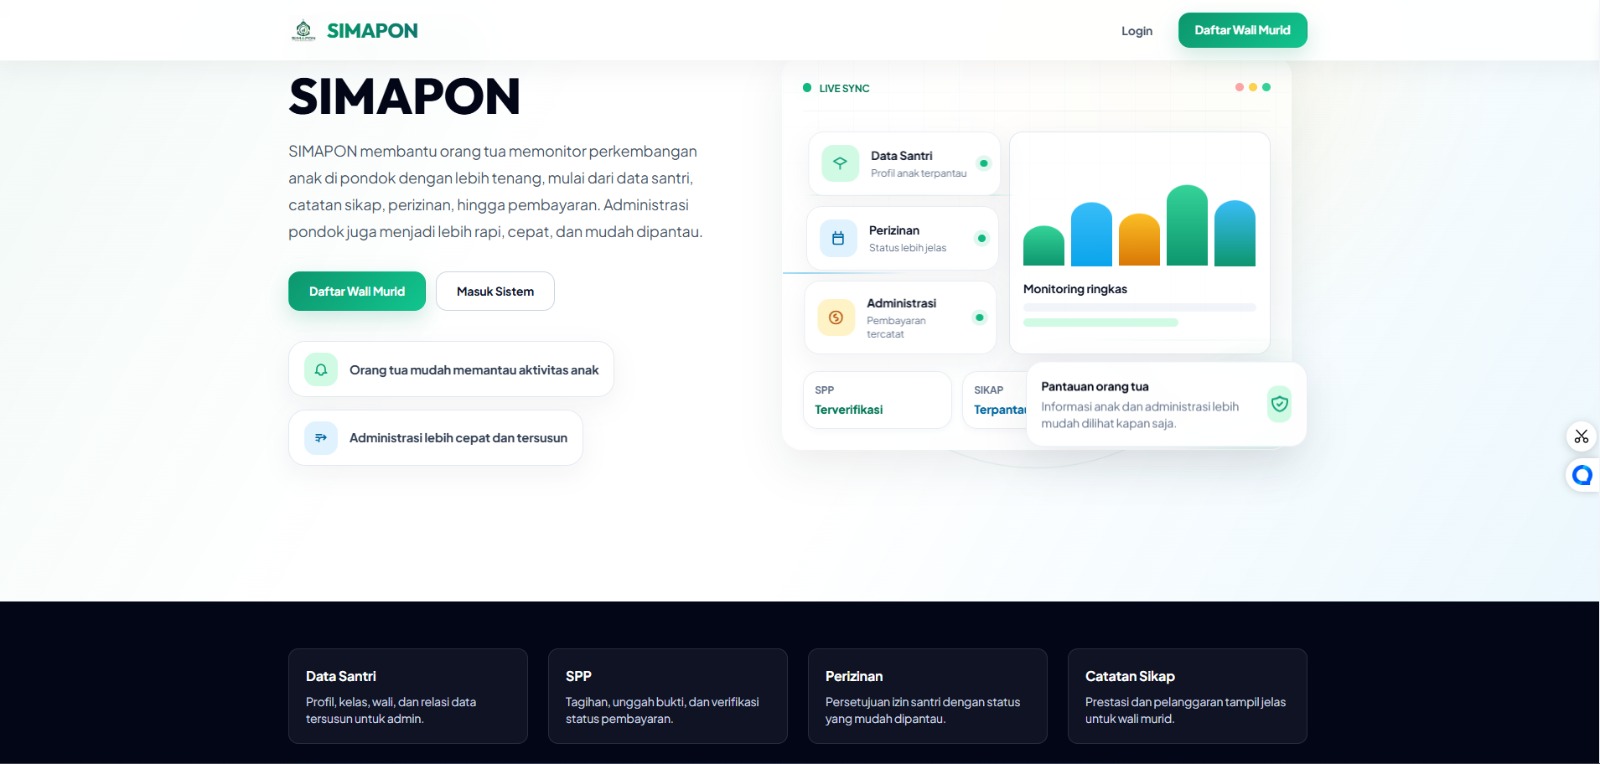 SIMAPON
Login
Daftar Wali Murid
SIMAPON
SIMAPON membantu orang tua memonitor perkembangan
anak di pondok dengan lebih tenang, mulai dari data santri,
catatan sikap, perizinan, hingga pembayaran. Administrasi
pondok juga menjadi lebih rapi, cepat, dan mudah dipantau.
Daftar Wali Murid
Masuk Sistem
Orang tua mudah memantau aktivitas anak
Administrasi lebih cepat dan tersusun
LIVE SYNC
Data Santri
Profil anak terpantau
Perizinan
Status lebih jelas
Administrasi
Pembayaran
tercatat
Monitoring ringkas
SPP
Terverifikasi
SIKAP
Terpantau
Pantauan orang tua
Informasi anak dan administrasi lebih
mudah dilihat kapan saja.
Data Santri
Profil, kelas, wali, dan relasi data
tersusun untuk admin.
SPP
Tagihan, unggah bukti, dan verifikasi
status pembayaran.
Perizinan
Persetujuan izin santri dengan status
yang mudah dipantau.
Catatan Sikap
Prestasi dan pelanggaran tampil jelas
untuk wali murid.